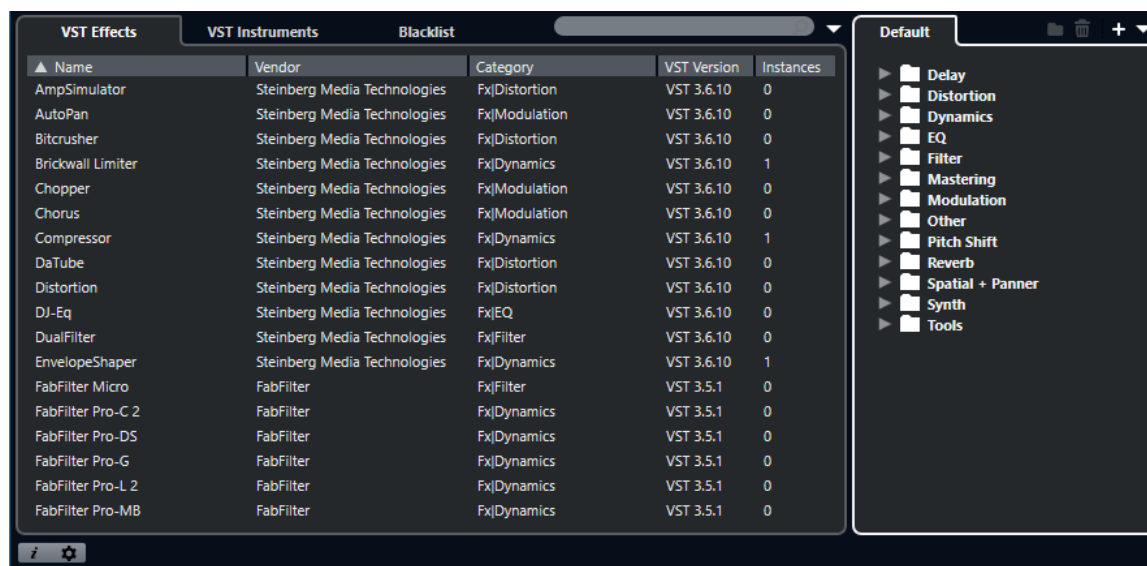 VST Effects VST Instruments Blacklist
Name Vendor Category VST Version Instances
AmpSimulator Steinberg Media Technologies Fx|Distortion VST 3.6.10 0
AutoPan Steinberg Media Technologies Fx|Modulation VST 3.6.10 0
Bitcrusher Steinberg Media Technologies Fx|Distortion VST 3.6.10 0
Brickwall Limiter Steinberg Media Technologies Fx|Dynamics VST 3.6.10 1
Chopper Steinberg Media Technologies Fx|Modulation VST 3.6.10 0
Chorus Steinberg Media Technologies Fx|Modulation VST 3.6.10 0
Compressor Steinberg Media Technologies Fx|Dynamics VST 3.6.10 1
DaTube Steinberg Media Technologies Fx|Distortion VST 3.6.10 0
Distortion Steinberg Media Technologies Fx|Distortion VST 3.6.10 0
DJ-Eq Steinberg Media Technologies Fx|EQ VST 3.6.10 0
DualFilter Steinberg Media Technologies Fx|Filter VST 3.6.10 0
EnvelopeShaper Steinberg Media Technologies Fx|Dynamics VST 3.6.10 1
FabFilter Micro FabFilter Fx|Filter VST 3.5.1 0
FabFilter Pro-C 2 FabFilter Fx|Dynamics VST 3.5.1 0
FabFilter Pro-DS FabFilter Fx|Dynamics VST 3.5.1 0
FabFilter Pro-G FabFilter Fx|Dynamics VST 3.5.1 0
FabFilter Pro-L 2 FabFilter Fx|Dynamics VST 3.5.1 0
FabFilter Pro-MB FabFilter Fx|Dynamics VST 3.5.1 0
i
Default
Delay
Distortion
Dynamics
EQ
Filter
Mastering
Modulation
Other
Pitch Shift
Reverb
Spatial + Panner
Synth
Tools